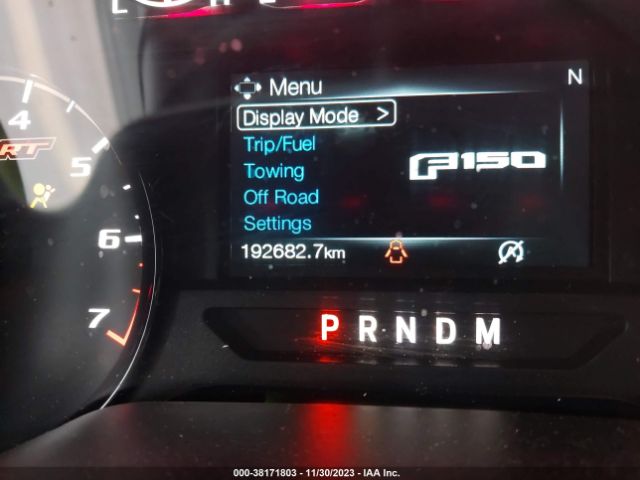 N
Menu
Display Mode >
Trip/Fuel
Towing
Off Road
Settings
F150
192682.7km
4
5
6
7
RT
P R N D M
000-38171803 - 11/30/2023 - IAA Inc.